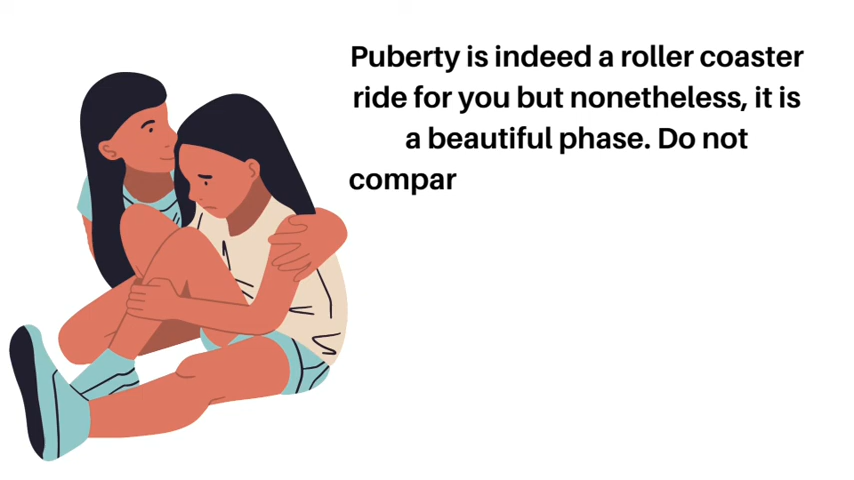 Puberty is indeed a roller coaster
ride for you but nonetheless, it is
a beautiful phase. Do not
compar